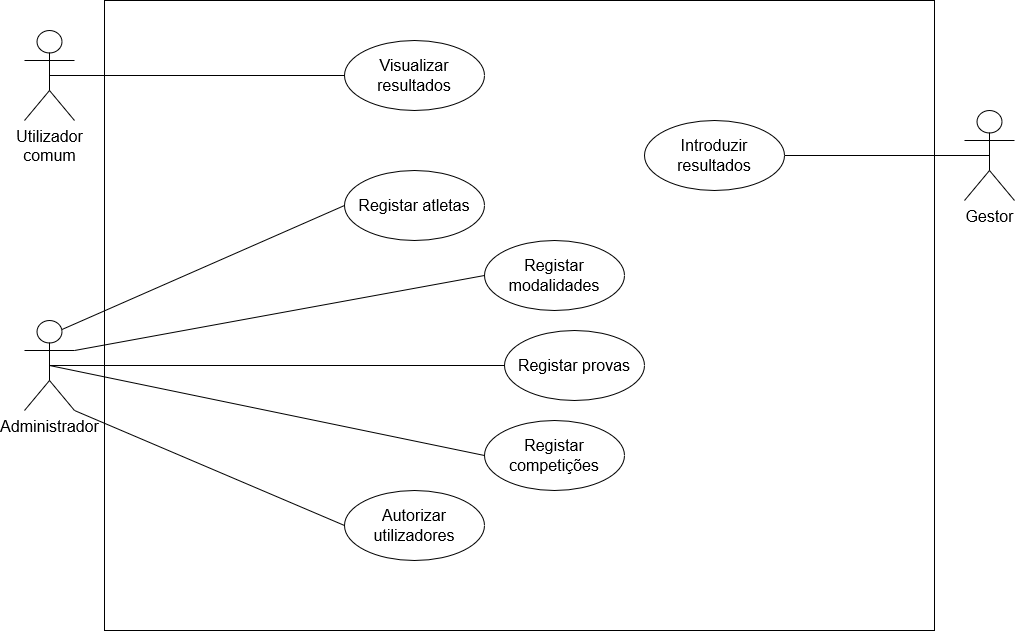 Utilizador
comum
Visualizar
resultados
Introduzir
resultados
Gestor
Registar atletas
Registar
modalidades
Registar provas
Administrador
Registar
competições
Autorizar
utilizadores